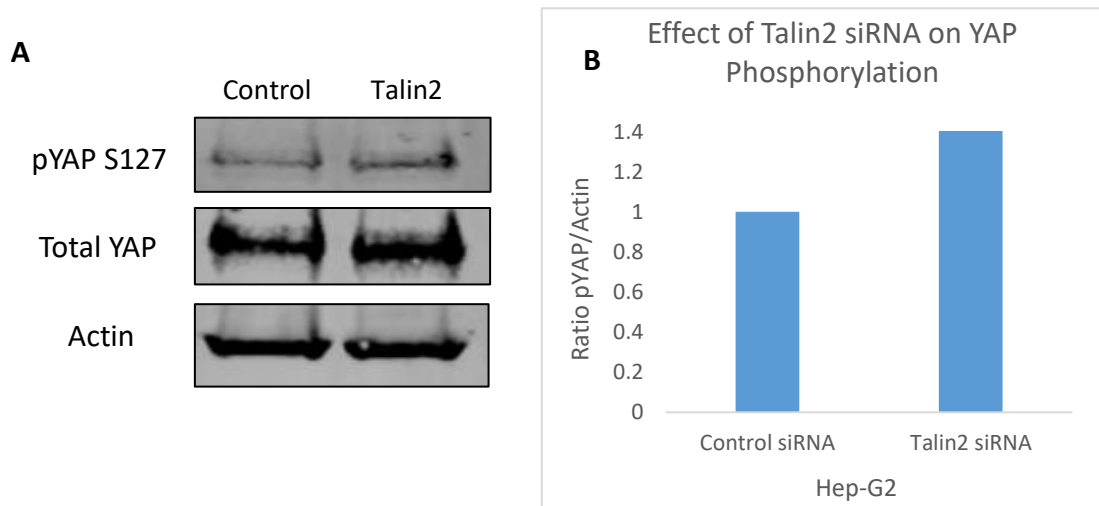 A
Control Talin2
pYAP S127
Total YAP
Actin
B
Effect of Talin2 siRNA on YAP
Phosphorylation
Ratio pYAP/Actin
1.4
1.2
1
0.8
0.6
0.4
0.2
0
Control siRNA Talin2 siRNA
Hep-G2